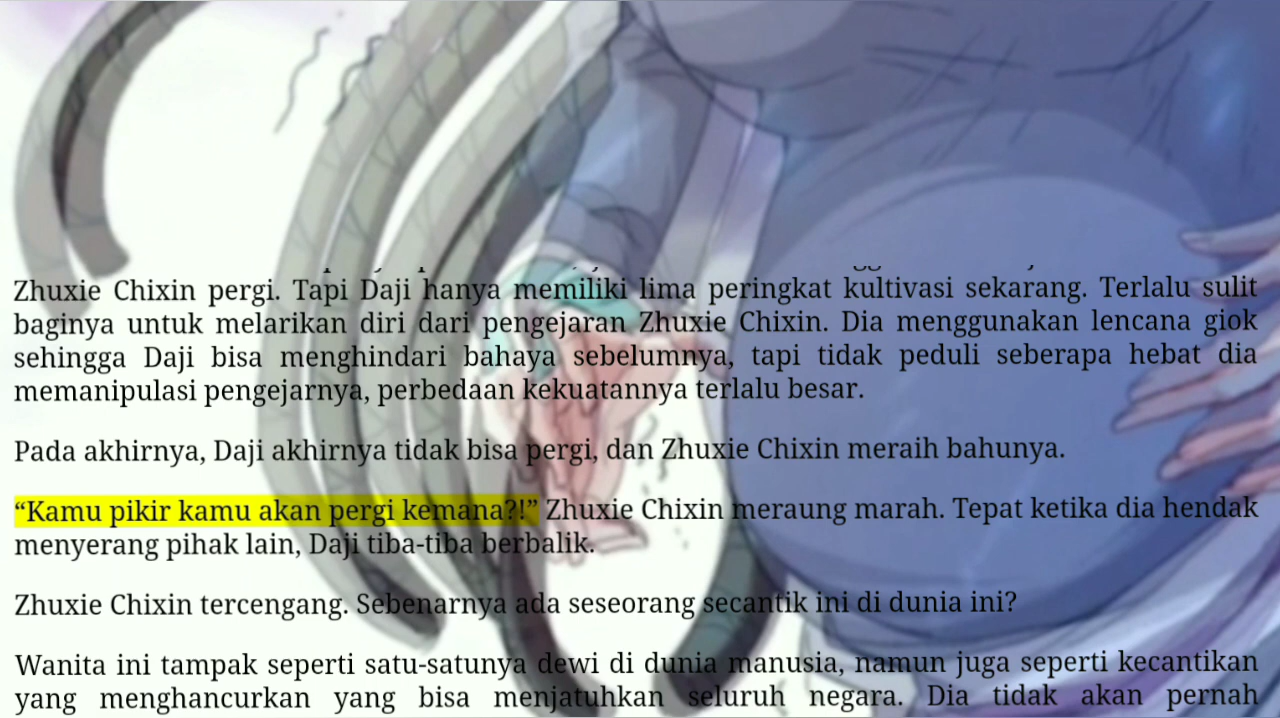 Zhuxie Chixin pergi. Tapi Daji hanya memiliki lima peringkat kultivasi sekarang. Terlalu sulit
baginya untuk melarikan diri dari pengejaran Zhuxie Chixin. Dia menggunakan lencana giok
sehingga Daji bisa menghindari bahaya sebelumnya, tapi tidak peduli seberapa hebat dia
memanipulasi pengejarnya, perbedaan kekuatannya terlalu besar.
Pada akhirnya, Daji akhirnya tidak bisa pergi, dan Zhuxie Chixin meraih bahunya.
“Kamu pikir kamu akan pergi kemana?!” Zhuxie Chixin meraung marah. Tepat ketika dia hendak
menyerang pihak lain, Daji tiba-tiba berbalik.
Zhuxie Chixin tercengang. Sebenarnya ada seseorang secantik ini di dunia ini?
Wanita ini tampak seperti satu-satunya dewi di dunia manusia, namun juga seperti kecantikan
yang menghancurkan yang bisa menjatuhkan seluruh negara. Dia tidak akan pernah